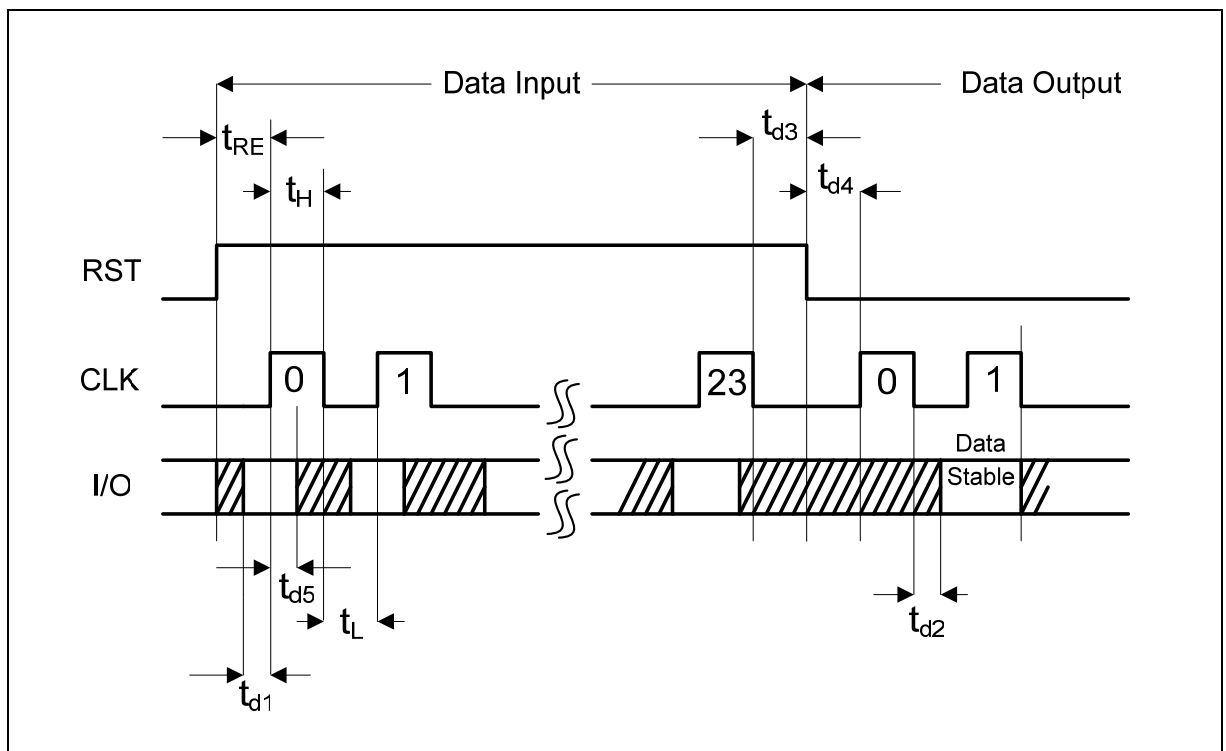 Data Input
Data Output
tRE
td3
tH
td4
RST
CLK
0
1
23
0
1
I/O
Data
Stable
td5
tL
td2
td1